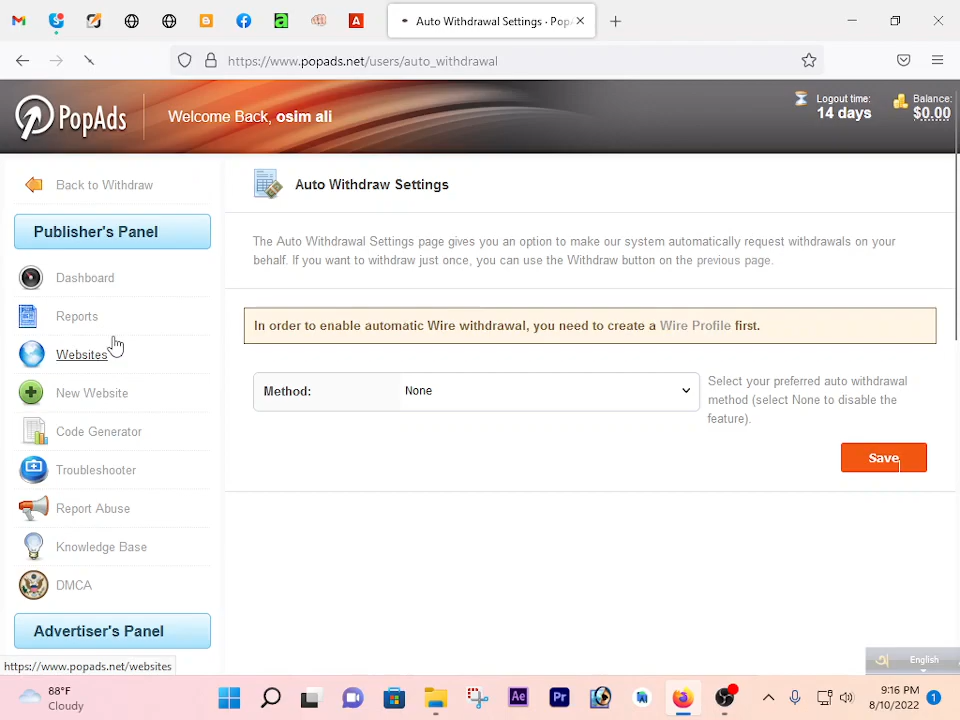 Auto Withdrawal Settings · Pop
https://www.popads.net/users/auto_withdrawal
PopAds
Welcome Back, osim ali
Logout time:
14 days
Balance:
$0.00
Back to Withdraw
Publisher's Panel
Dashboard
Reports
Websites
New Website
Code Generator
Troubleshooter
Report Abuse
Knowledge Base
DMCA
Advertiser's Panel
https://www.popads.net/websites
Auto Withdraw Settings
The Auto Withdrawal Settings page gives you an option to make our system automatically request withdrawals on your
behalf. If you want to withdraw just once, you can use the Withdraw button on the previous page.
In order to enable automatic Wire withdrawal, you need to create a Wire Profile first.
Method: None
Select your preferred auto withdrawal
method (select None to disable the
feature).
Save
অ English
88°F
Cloudy
Ae
Pr
9:16 PM
8/10/2022
1